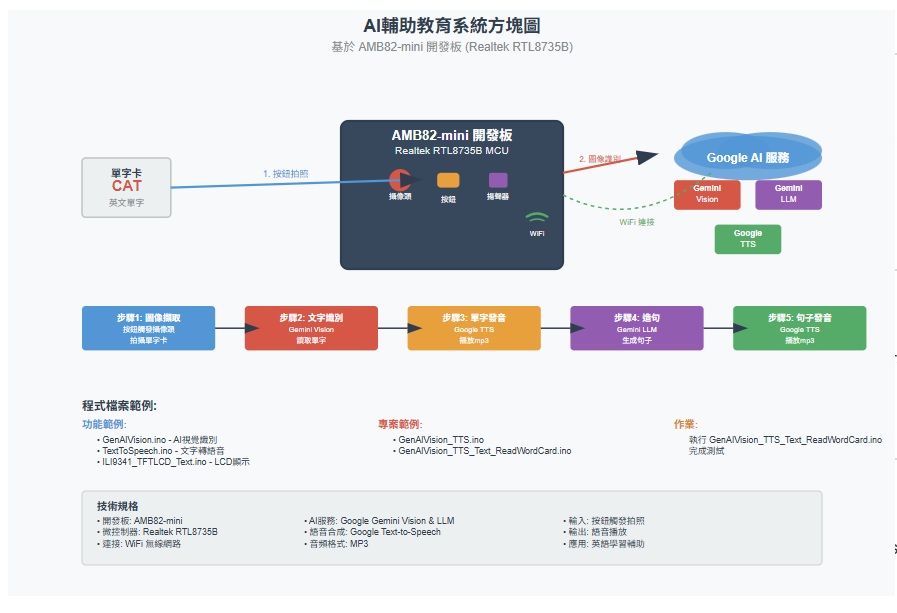 AI輔助教育系統方塊圖
基於 AMB82-mini 開發板 (Realtek RTL8735B)
單字卡
CAT
英文單字
1. 按鈕拍照
AMB82-mini 開發板
Realtek RTL8735B MCU
攝像頭
按鈕
揚聲器
WiFi
2. 圖像識別
WiFi 連接
Google AI 服務
Gemini
Vision
Gemini
LLM
Google
TTS
步驟1: 圖像擷取
按鈕觸發攝像頭
拍攝單字卡
步驟2: 文字識別
Gemini Vision
讀取單字
步驟3: 單字發音
Google TTS
播放mp3
步驟4: 造句
Gemini LLM
生成句子
步驟5: 句子發音
Google TTS
播放mp3
程式檔案範例:
功能範例:
• GenAIVision.ino - AI視覺識別
• TextToSpeech.ino - 文字轉語音
• ILI9341_TFTLCD_Text.ino - LCD顯示
專案範例:
• GenAIVision_TTS.ino
• GenAIVision_TTS_Text_ReadWordCard.ino
作業:
執行 GenAIVision_TTS_Text_ReadWordCard.ino
完成測試
技術規格
• 開發板: AMB82-mini
• 微控制器: Realtek RTL8735B
• 連接: WiFi 無線網路
• AI服務: Google Gemini Vision & LLM
• 語音合成: Google Text-to-Speech
• 音頻格式: MP3
• 輸入: 按鈕觸發拍照
• 輸出: 語音播放
• 應用: 英語學習輔助